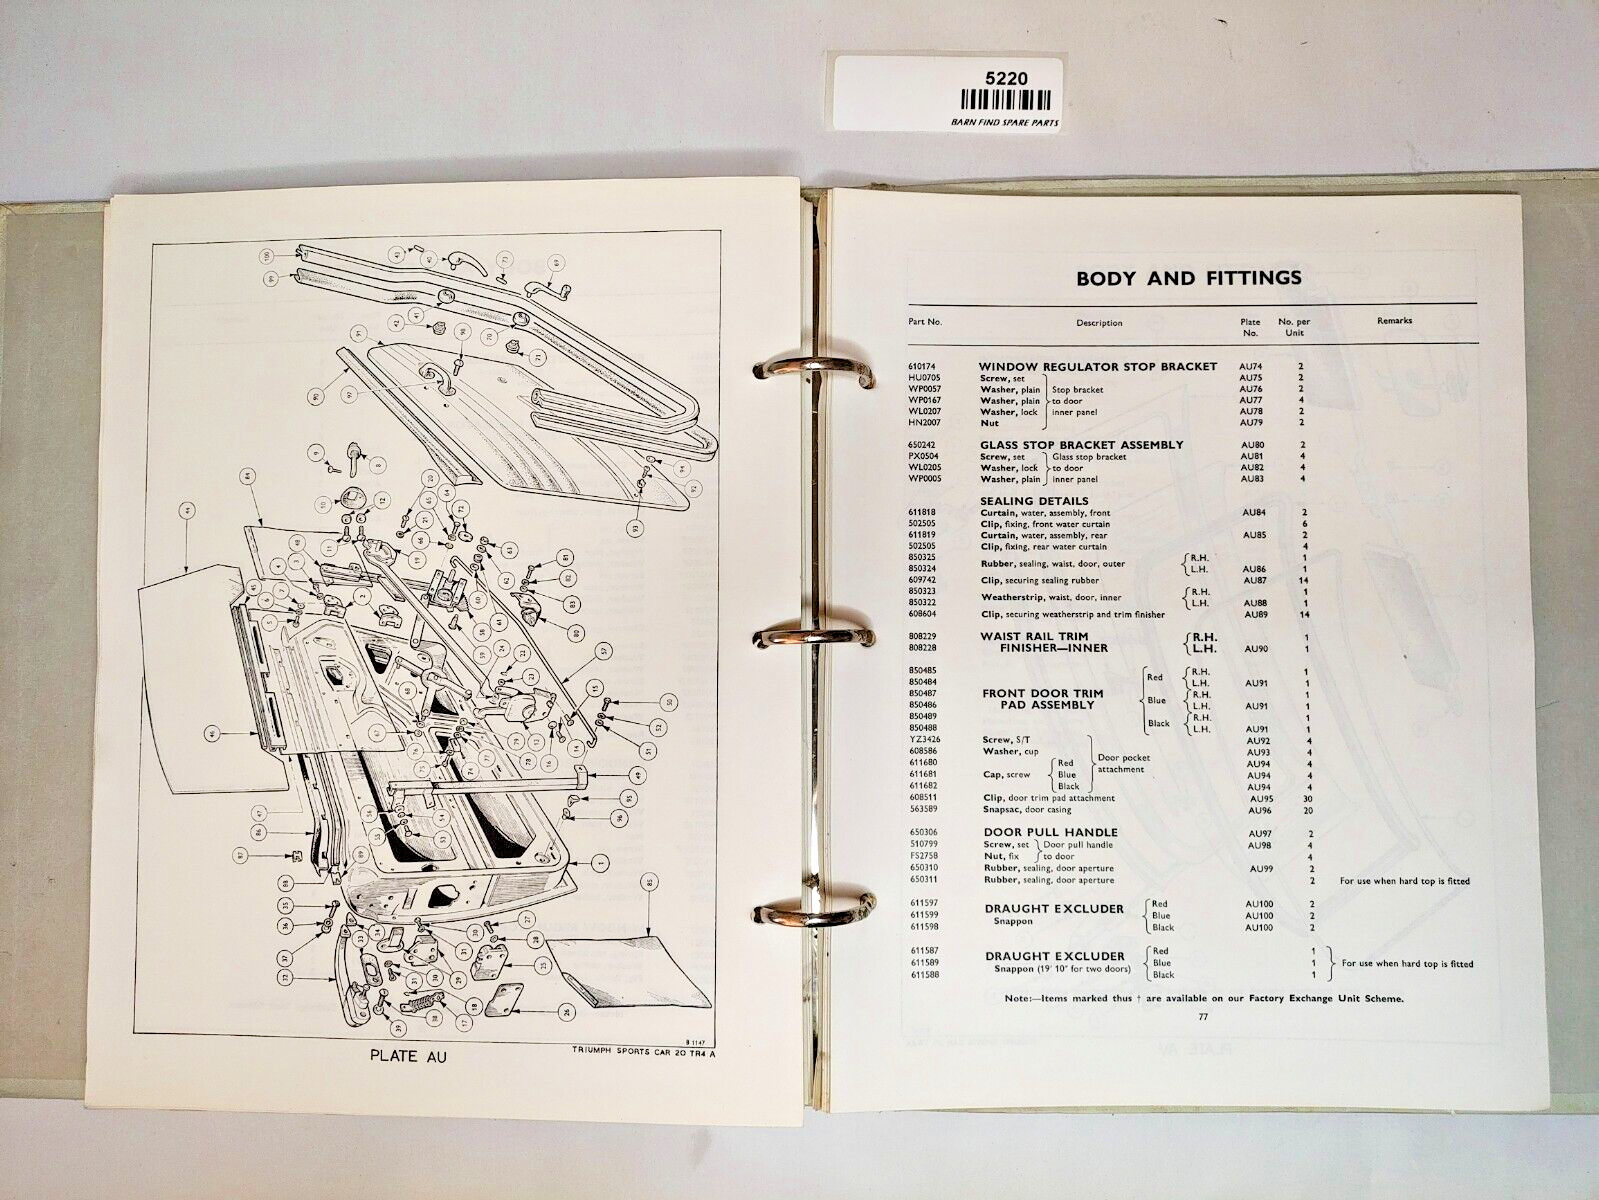 5220
BARN FIND SPARE PARTS
PLATE AU
B 1147
TRIUMPH SPORTS CAR 20 TR4 A
BODY AND FITTINGS
Part No. Description Plate No. No. per Unit Remarks
610174 WINDOW REGULATOR STOP BRACKET AU74 2
HU0705 Screw, set AU75 2
WP0057 Washer, plain Stop bracket AU76 2
WP0167 Washer, plain to door AU77 4
WL0207 Washer, lock inner panel AU78 2
HN2007 Nut AU79 2
650242 GLASS STOP BRACKET ASSEMBLY AU80 2
PX0504 Screw, set Glass stop bracket AU81 4
WL0205 Washer, lock to door AU82 4
WP0005 Washer, plain inner panel AU83 4
SEALING DETAILS
611818 Curtain, water, assembly, front AU84 2
502505 Clip, fixing, front water curtain 6
611819 Curtain, water, assembly, rear AU85 2
502505 Clip, fixing, rear water curtain 4
850325 Rubber, sealing, waist, door, outer R.H. 1
850324 L.H. AU86 1
609742 Clip, securing sealing rubber AU87 14
850323 Weatherstrip, waist, door, inner R.H. 1
850322 L.H. AU88 1
608604 Clip, securing weatherstrip and trim finisher AU89 14
808229 WAIST RAIL TRIM R.H. 1
808228 FINISHER—INNER L.H. AU90 1
850485 Red R.H. 1
850484 L.H. AU91 1
850487 FRONT DOOR TRIM Blue R.H. 1
850486 PAD ASSEMBLY L.H. AU91 1
850489 Black R.H. 1
850488 L.H. AU91 1
YZ3426 Screw, S/T AU92 4
608586 Washer, cup Door pocket attachment AU93 4
611680 Red AU94 4
611681 Cap, screw Blue AU94 4
611682 Black AU94 4
608511 Clip, door trim pad attachment AU95 30
563589 Snapsac, door casing AU96 20
650306 DOOR PULL HANDLE AU97 2
510799 Screw, set Door pull handle AU98 4
FS2758 Nut, fix to door 4
650310 Rubber, sealing, door aperture AU99 2
650311 Rubber, sealing, door aperture 2 For use when hard top is fitted
611597 Red AU100 2
611599 DRAUGHT EXCLUDER Snappon Blue AU100 2
611598 Black AU100 2
611587 Red 1
611589 DRAUGHT EXCLUDER Snappon (19' 10" for two doors) Blue 1 For use when hard top is fitted
611588 Black 1
Note:—Items marked thus † are available on our Factory Exchange Unit Scheme.
77